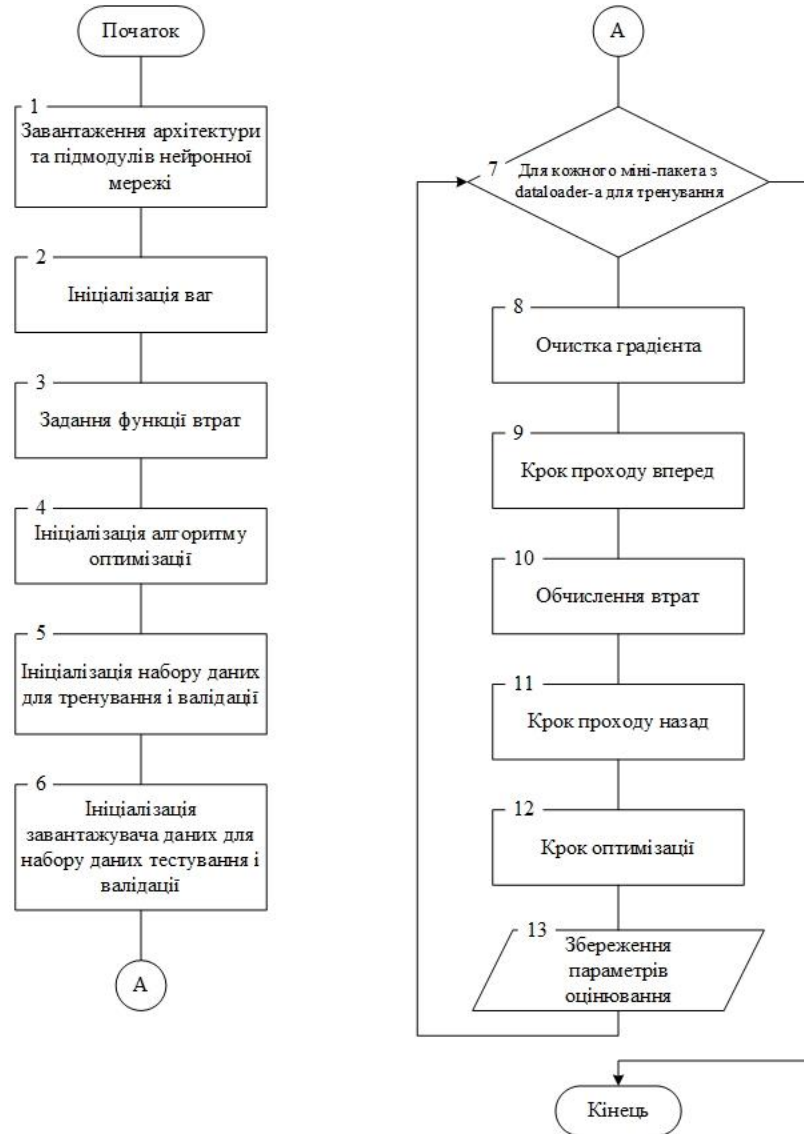 Початок
1
Завантаження архітектури
та підмодулів нейронної
мережі
2
Ініціалізація ваг
3
Задання функції втрат
4
Ініціалізація алгоритму
оптимізації
5
Ініціалізація набору даних
для тренування і валідації
6
Ініціалізація
завантажувача даних для
набору даних тестування і
валідації
А
А
7
Для кожного міні-пакета з
dataloader-а для тренування
8
Очистка градієнта
9
Крок проходу вперед
10
Обчислення втрат
11
Крок проходу назад
12
Крок оптимізації
13
Збереження
параметрів
оцінювання
Кінець